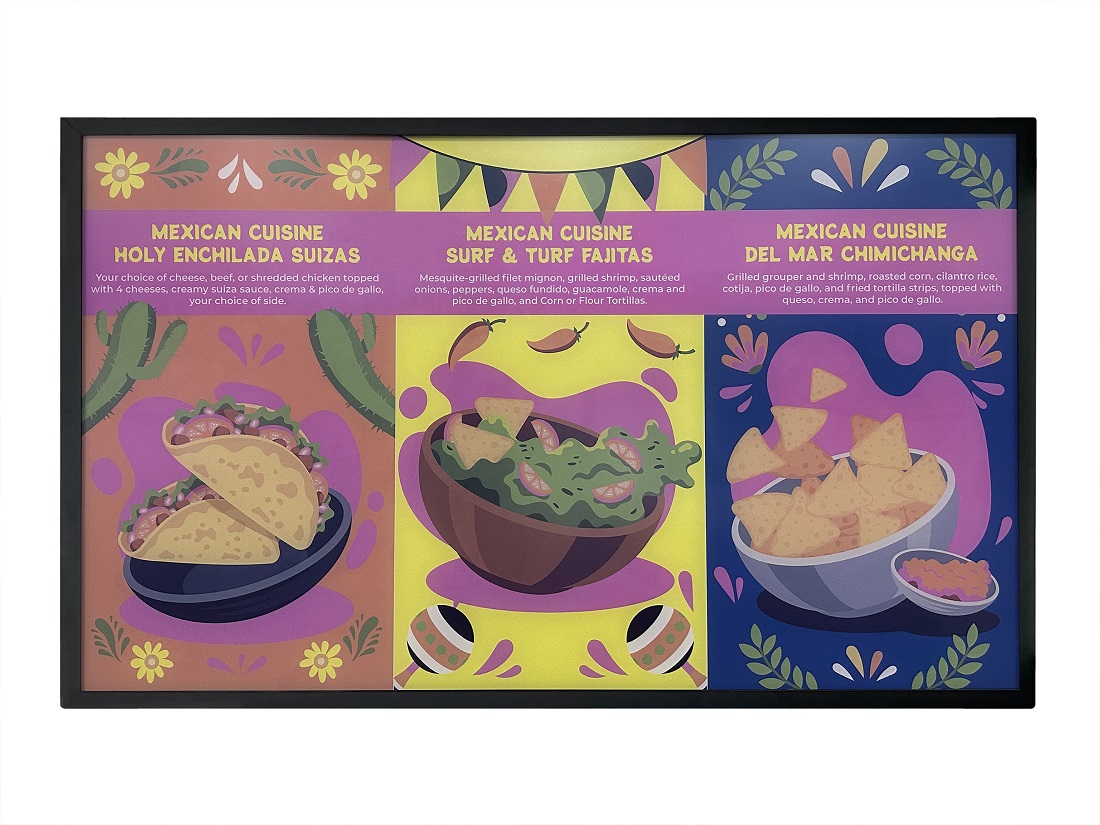 MEXICAN CUISINE
HOLY ENCHILADA SUIZAS
Your choice of cheese, beef, or shredded chicken topped
with 4 cheeses, creamy suiza sauce, crema & pico de gallo,
your choice of side.
MEXICAN CUISINE
SURF & TURF FAJITAS
Mesquite-grilled filet mignon, grilled shrimp, sautéed
onions, peppers, queso fundido, guacamole, crema and
pico de gallo, and Corn or Flour Tortillas.
MEXICAN CUISINE
DEL MAR CHIMICHANGA
Grilled grouper and shrimp, roasted corn, cilantro rice,
cotija, pico de gallo, and fried tortilla strips, topped with
queso, crema, and pico de gallo.